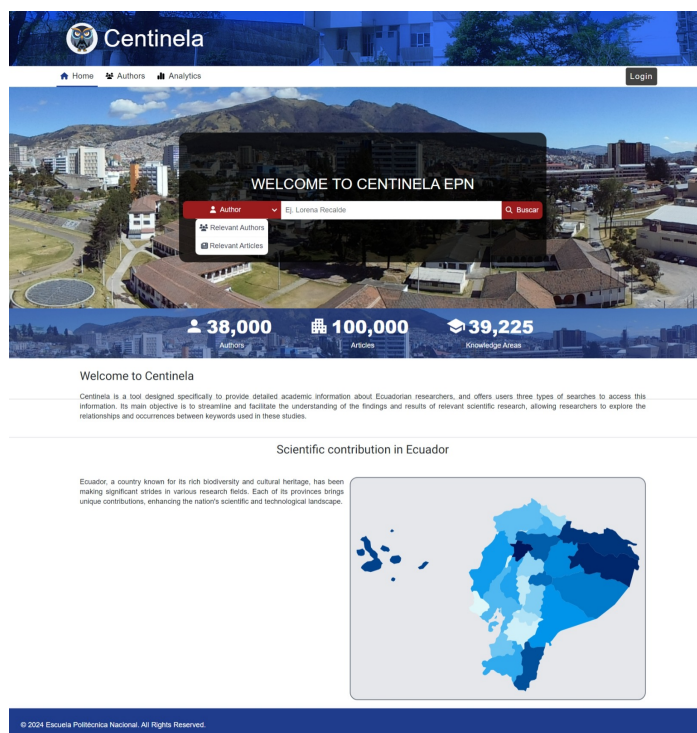 Centinela
Home Authors Analytics Login
WELCOME TO CENTINELA EPN
Author Ej. Lorena Recalde Buscar
Relevant Authors
Relevant Articles
38,000 100,000 39,225
Authors Articles Knowledge Areas
Welcome to Centinela
Centinela is a tool designed specifically to provide detailed academic information about Ecuadorian researchers, and offers users three types of searches to access this
information. Its main objective is to streamline and facilitate the understanding of the findings and results of relevant scientific research, allowing researchers to explore the
relationships and occurrences between keywords used in these studies.
Scientific contribution in Ecuador
Ecuador, a country known for its rich biodiversity and cultural heritage, has been
making significant strides in various research fields. Each of its provinces brings
unique contributions, enhancing the nation's scientific and technological landscape.
© 2024 Escuela Politécnica Nacional. All Rights Reserved.